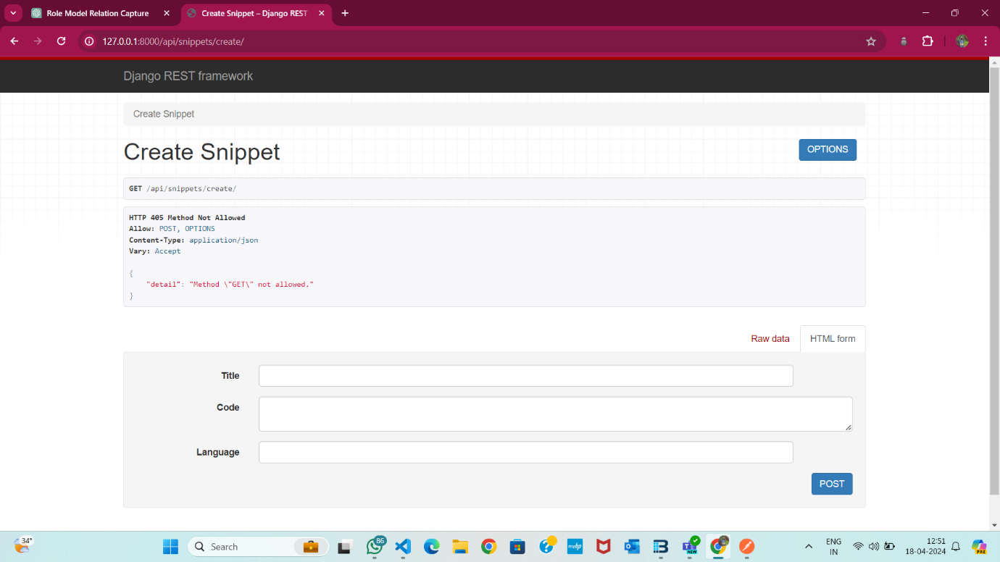 Role Model Relation Capture
Create Snippet – Django REST
127.0.0.1:8000/api/snippets/create/
Django REST framework
Create Snippet
Create Snippet
OPTIONS
GET /api/snippets/create/
HTTP 405 Method Not Allowed
Allow: POST, OPTIONS
Content-Type: application/json
Vary: Accept
{
"detail": "Method \"GET\" not allowed."
}
Raw data
HTML form
Title
Code
Language
POST
34°
Search
86
myhp
NEW
ENG
IN
12:51
18-04-2024
PRE